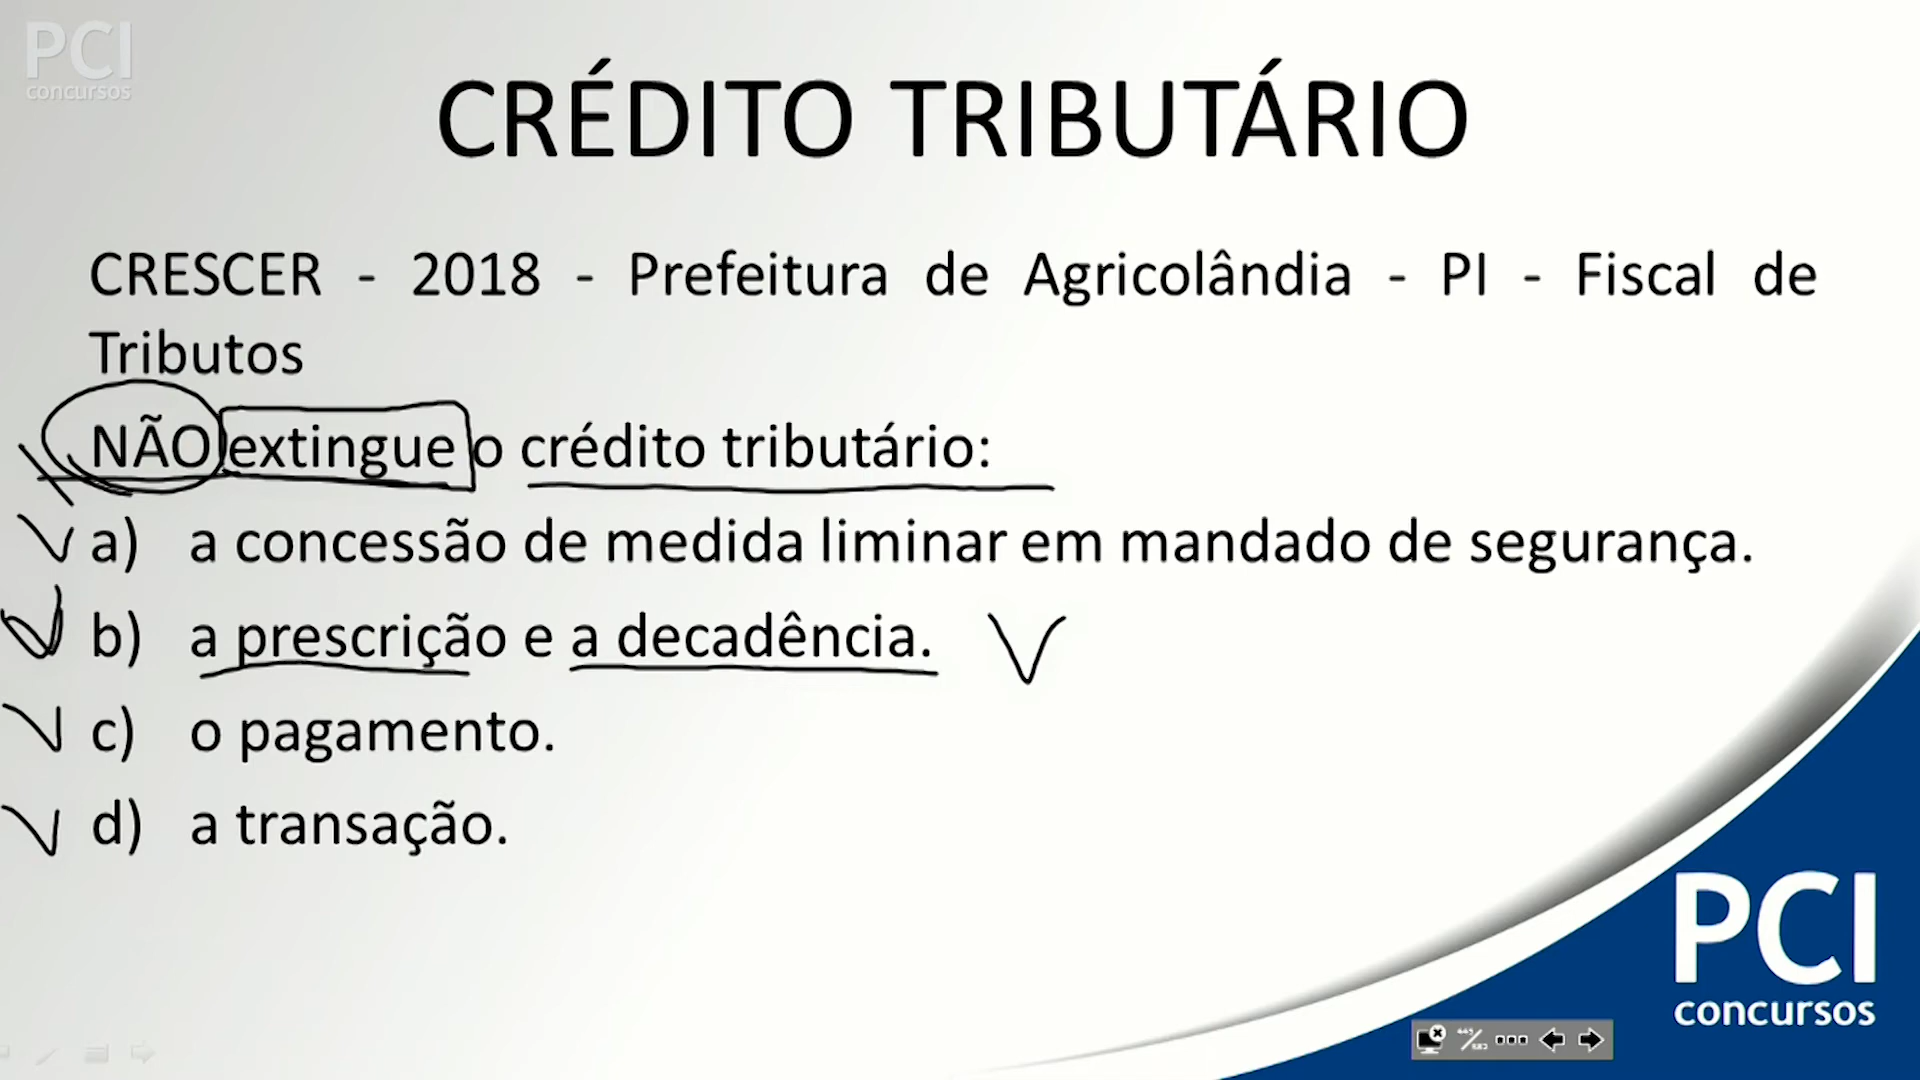 PCI
concursos
CRÉDITO TRIBUTÁRIO
CRESCER - 2018 - Prefeitura de Agricolândia - PI - Fiscal de
Tributos
NÃO extingue o crédito tributário:
a) a concessão de medida liminar em mandado de segurança.
b) a prescrição e a decadência.
c) o pagamento.
d) a transação.
PCI
concursos